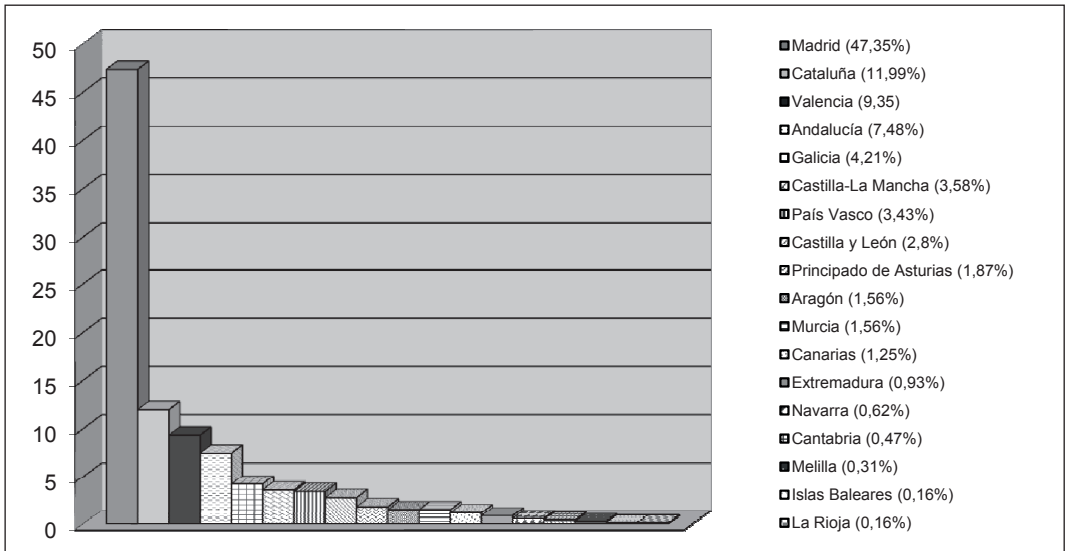 50
45
40
35
30
25
20
15
10
5
0
Madrid (47,35%)
Cataluña (11,99%)
Valencia (9,35)
Andalucía (7,48%)
Galicia (4,21%)
Castilla-La Mancha (3,58%)
País Vasco (3,43%)
Castilla y León (2,8%)
Principado de Asturias (1,87%)
Aragón (1,56%)
Murcia (1,56%)
Canarias (1,25%)
Extremadura (0,93%)
Navarra (0,62%)
Cantabria (0,47%)
Melilla (0,31%)
Islas Baleares (0,16%)
La Rioja (0,16%)